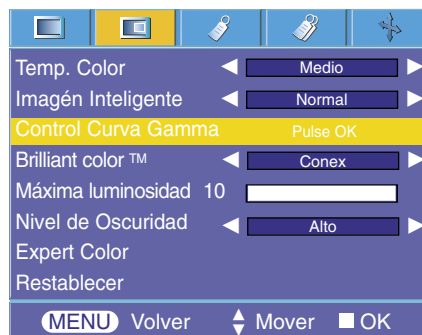 Temp. Color Medio
Imagén Inteligente Normal
Control Curva Gamma Pulse OK
Brilliant color ™ Conex
Máxima luminosidad 10
Nivel de Oscuridad Alto
Expert Color
Restablecer
MENU Volver Mover OK